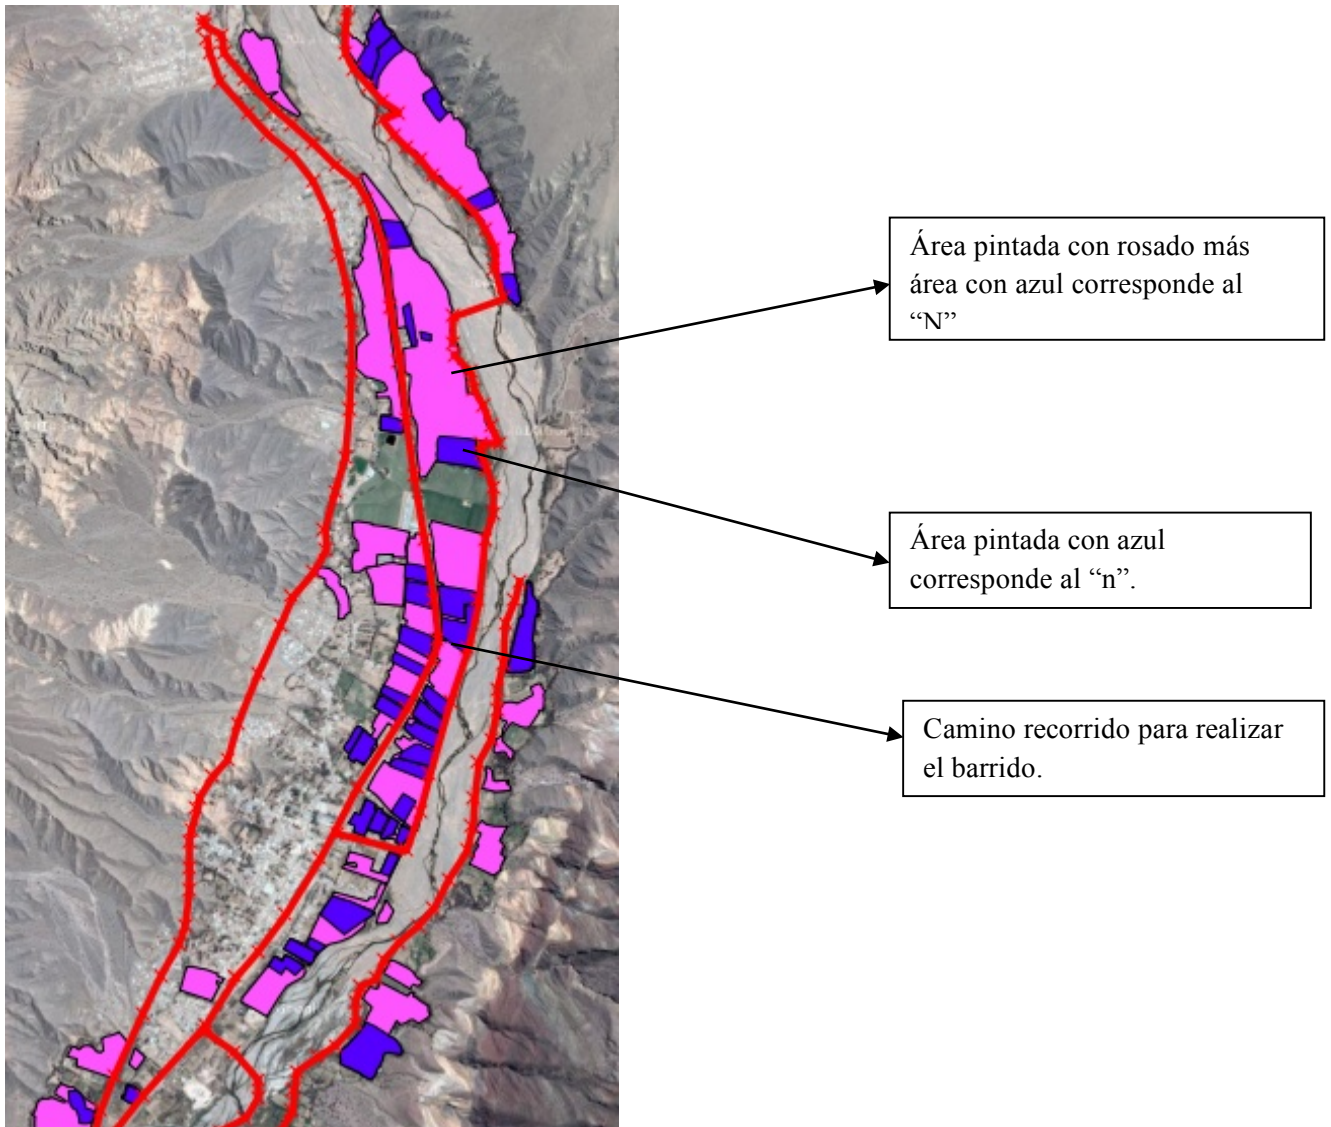 Área pintada con rosado más
área con azul corresponde al
“N”
Área pintada con azul
corresponde al “n”.
Camino recorrido para realizar
el barrido.